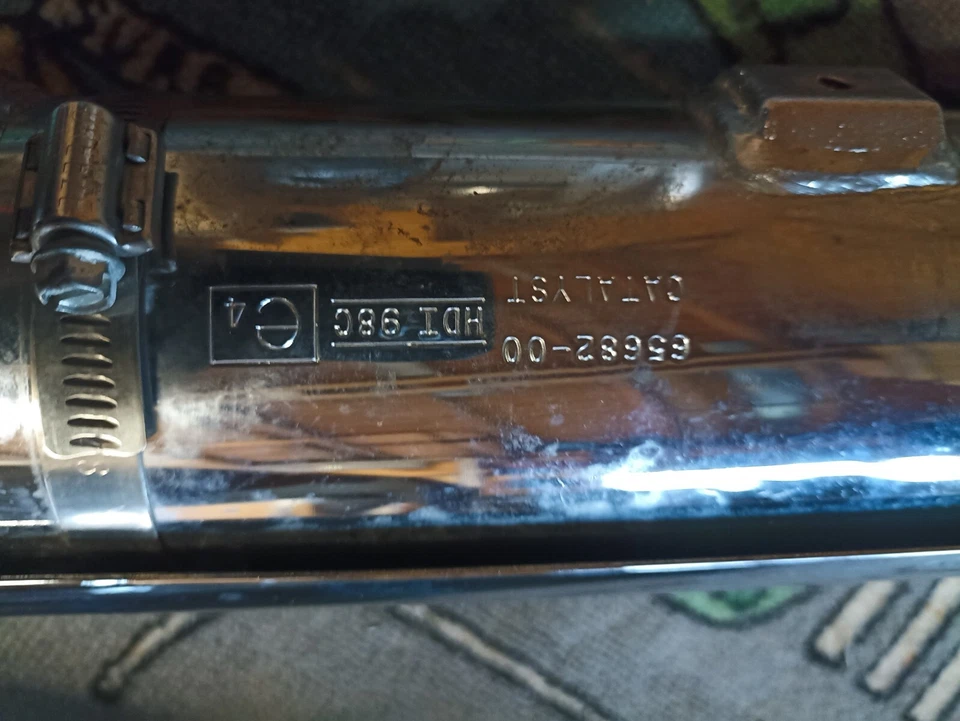 65682-00
CATALYST
HDI 98C
e4